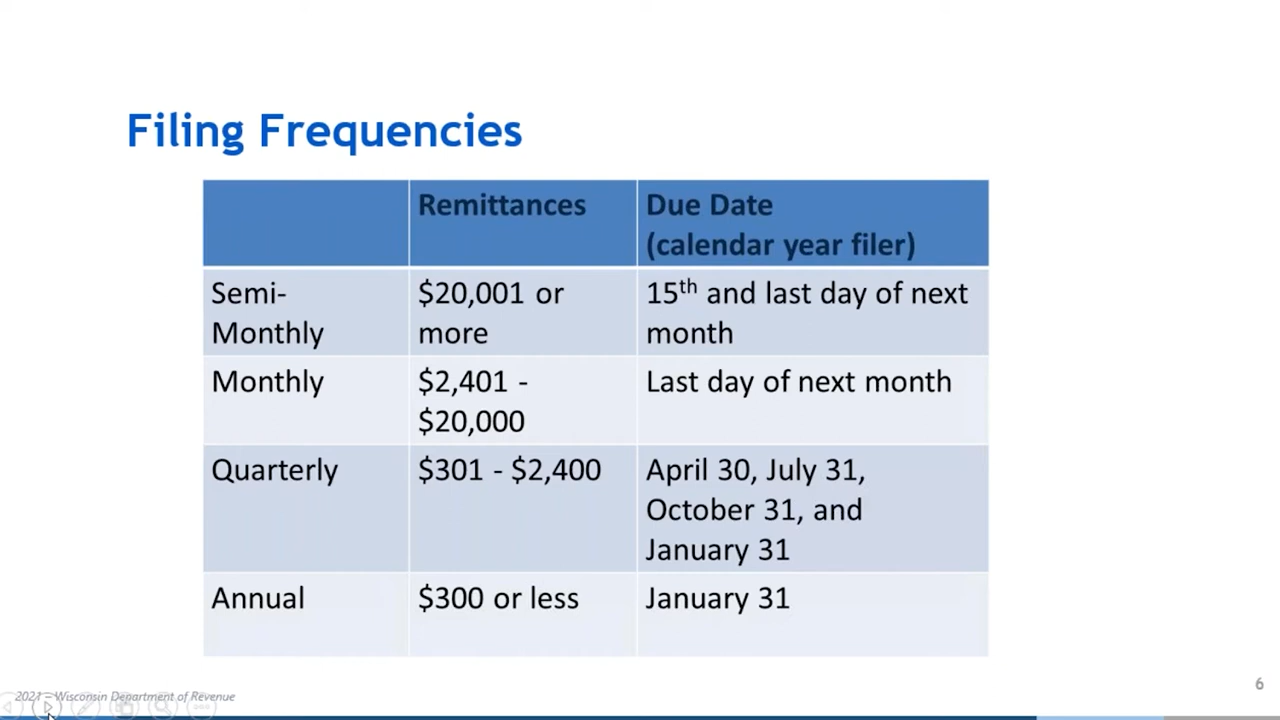 Filing Frequencies
Remittances
Due Date
(calendar year filer)
Semi-
Monthly
$20,001 or
more
15th and last day of next
month
Monthly
$2,401 -
$20,000
Last day of next month
Quarterly
$301 - $2,400
April 30, July 31,
October 31, and
January 31
Annual
$300 or less
January 31
2021 – Wisconsin Department of Revenue
6